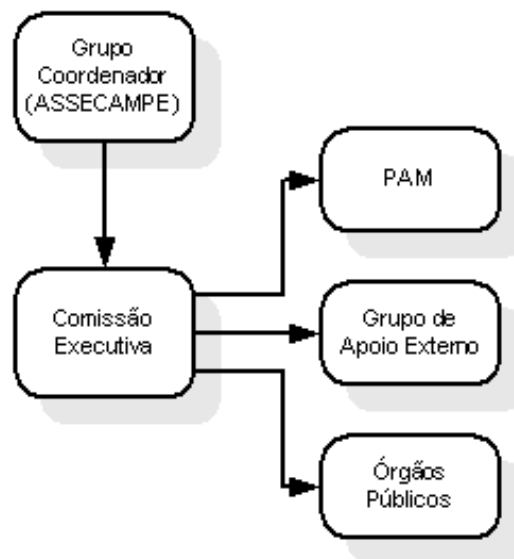 Grupo
Coordenador
(ASSECAMPE)
PAM
Comissão
Executiva
Grupo de
Apoio Externo
Órgãos
Públicos